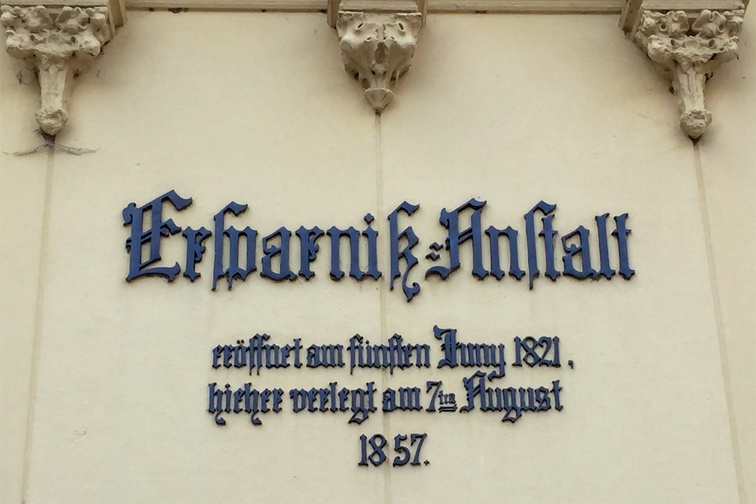 Ersparniß-Anstalt
eröffnet am fünften Juny 1821,
hieher verlegt am 7ten August
1857.